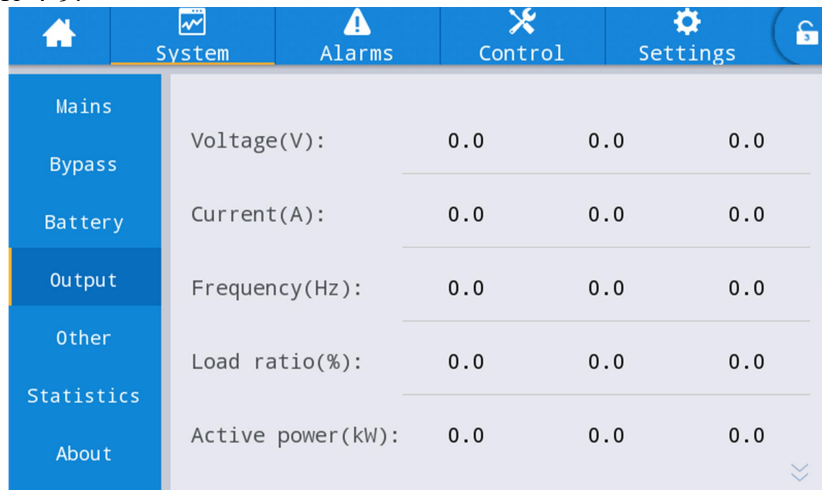 System Alarms Control Settings
3
Mains
Voltage(V): 0.0 0.0 0.0
Bypass
Current(A): 0.0 0.0 0.0
Battery
Output
Frequency(Hz): 0.0 0.0 0.0
Other
Load ratio(%): 0.0 0.0 0.0
Statistics
Active power(kW): 0.0 0.0 0.0
About